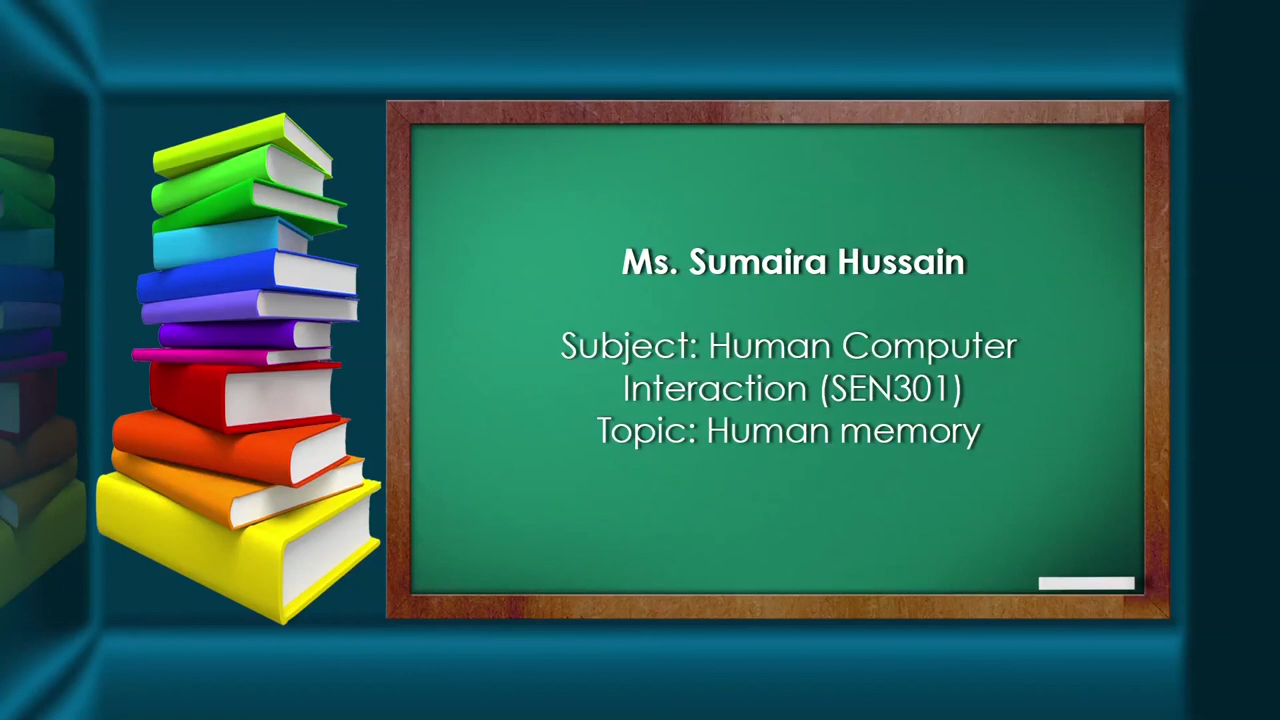 Ms. Sumaira Hussain
Subject: Human Computer
Interaction (SEN301)
Topic: Human memory